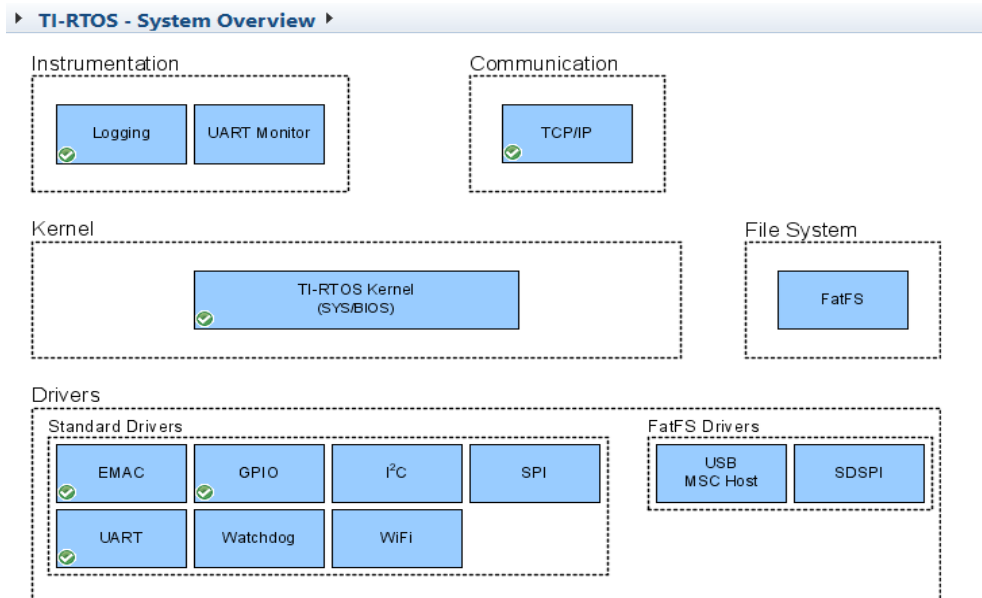 TI-RTOS - System Overview
Instrumentation
Communication
Logging
UART Monitor
TCP/IP
Kernel
File System
TI-RTOS Kernel
(SYS/BIOS)
FatFS
Drivers
Standard Drivers
FatFS Drivers
EMAC
GPIO
I²C
SPI
USB
MSC Host
SDSPI
UART
Watchdog
WiFi